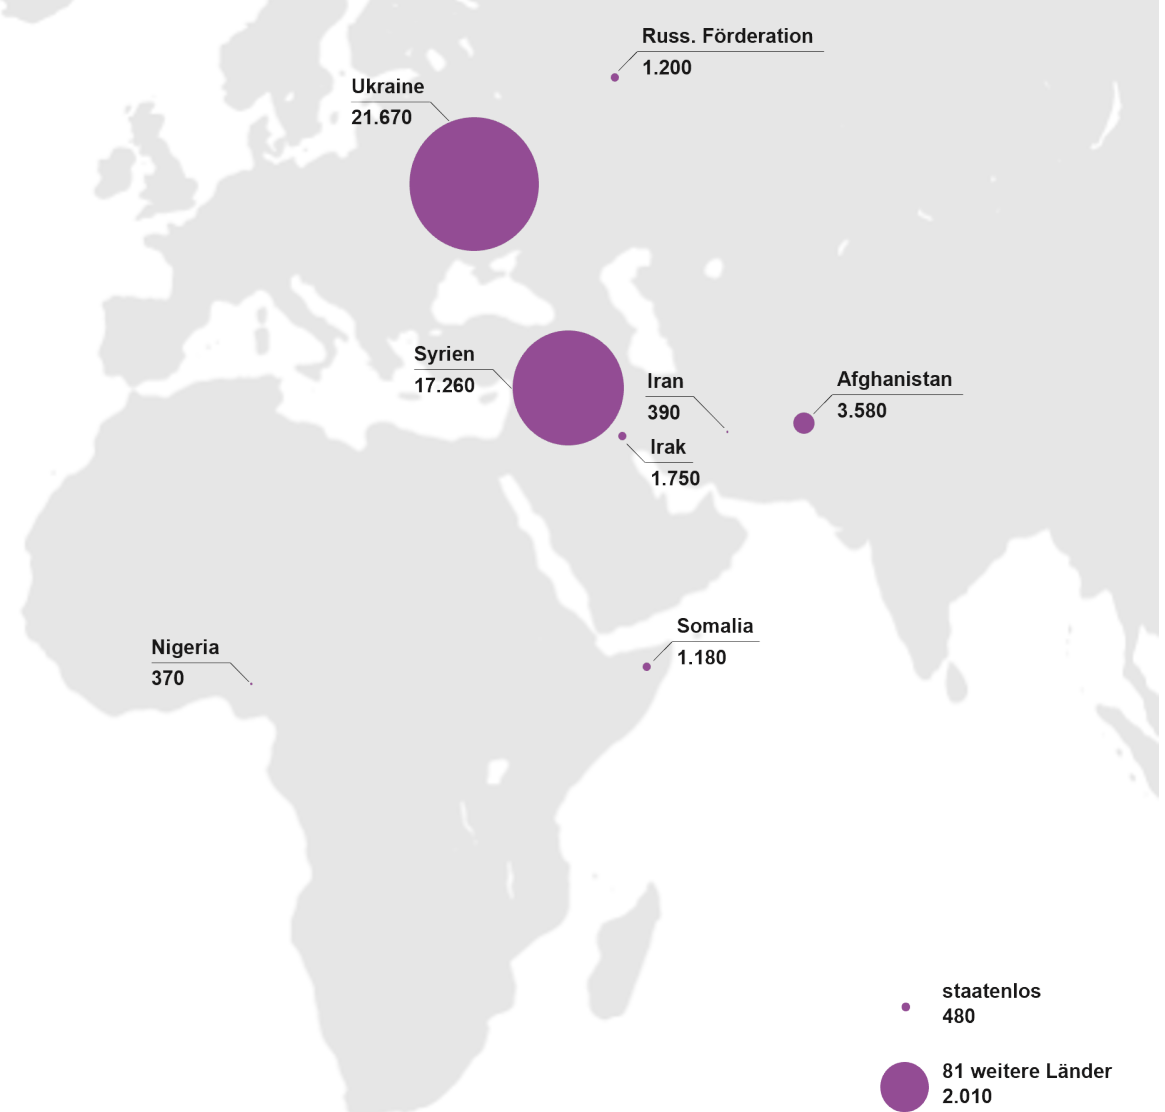 Russ. Förderation
1.200
Ukraine
21.670
Syrien
17.260
Iran
390
Afghanistan
3.580
Irak
1.750
Somalia
1.180
Nigeria
370
staatenlos
480
81 weitere Länder
2.010